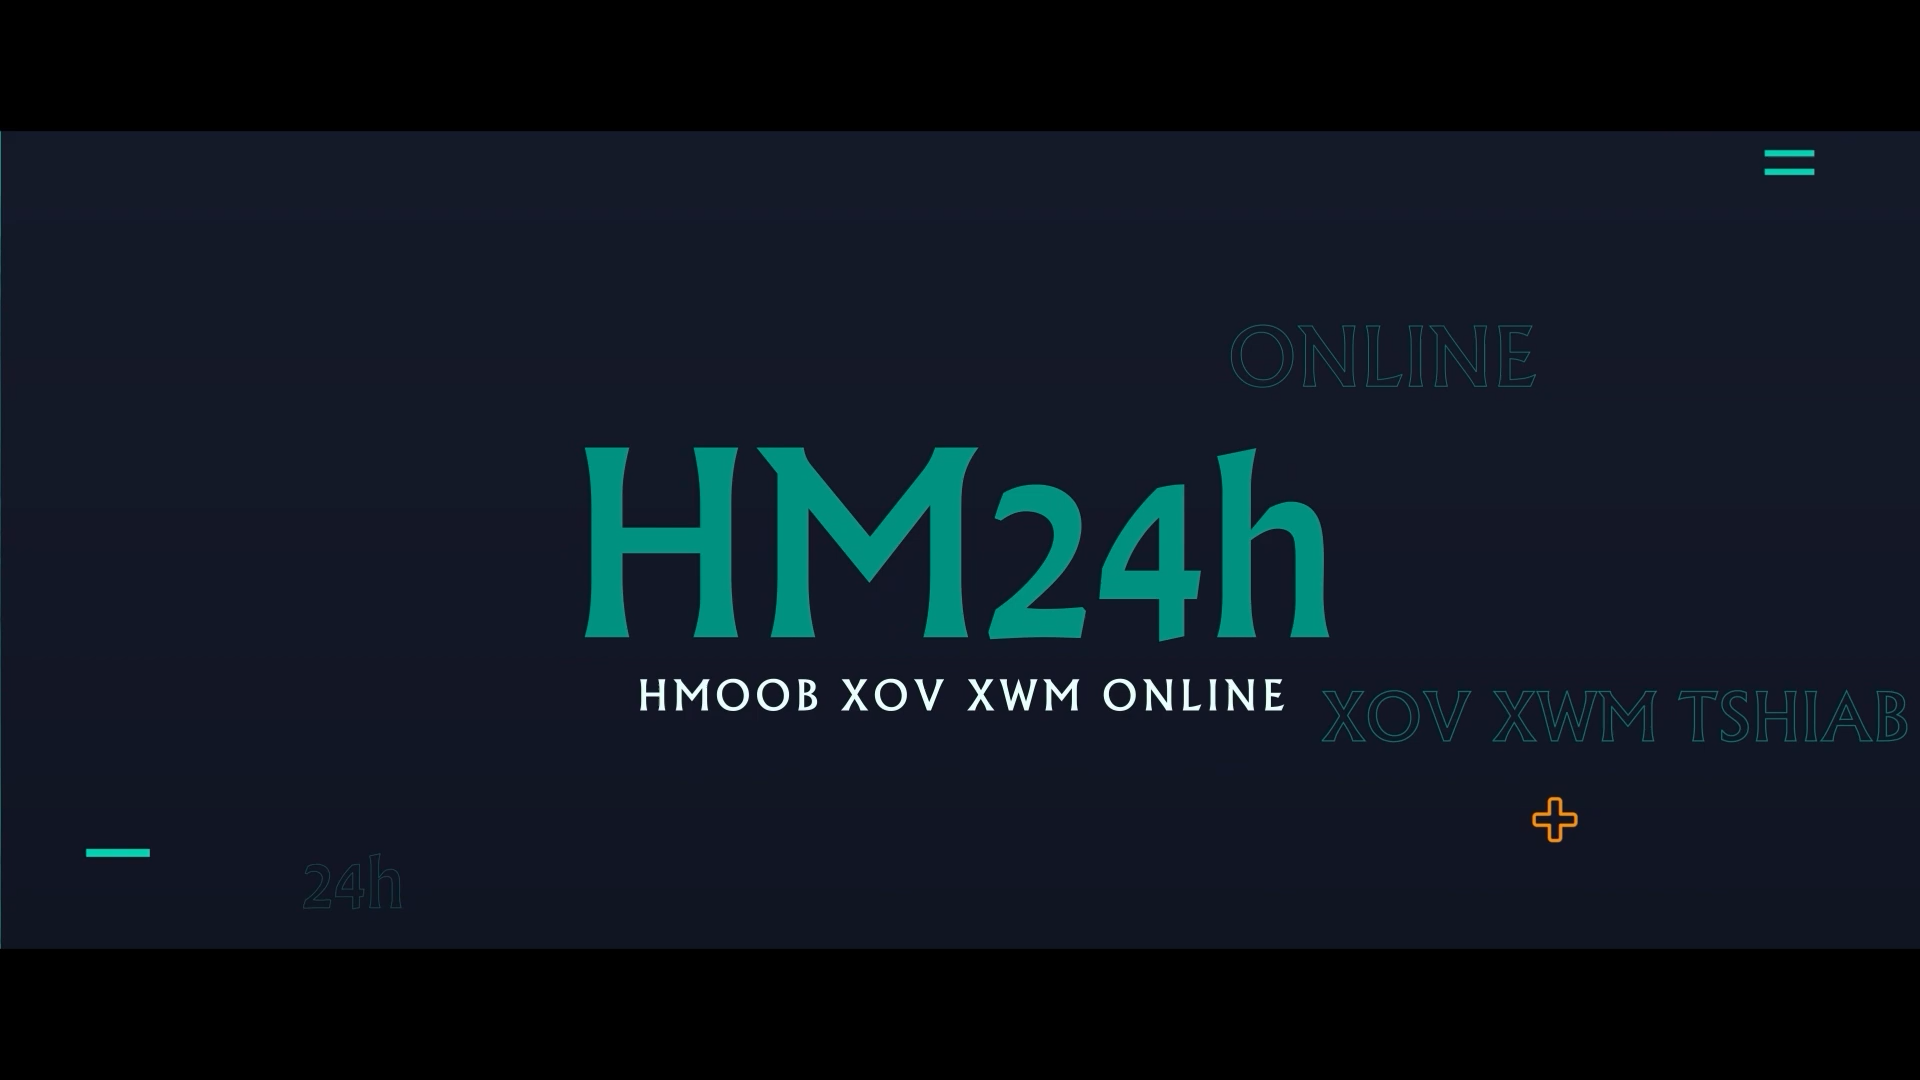 ONLINE
HM24h
HMOOB XOV XWM ONLINE
XOV XWM TSHIAB
24h